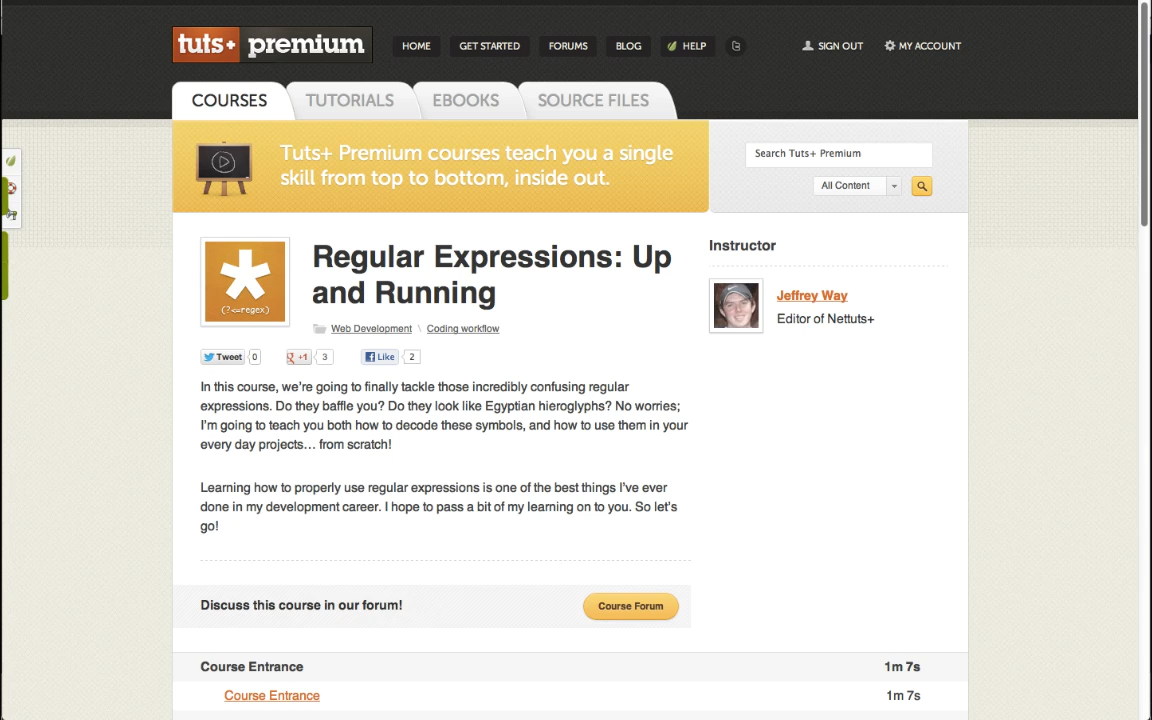 tuts+ premium
HOME
GET STARTED
FORUMS
BLOG
HELP
SIGN OUT
MY ACCOUNT
COURSES
TUTORIALS
EBOOKS
SOURCE FILES
Tuts+ Premium courses teach you a single
skill from top to bottom, inside out.
Search Tuts+ Premium
All Content
(?<=regex)
Regular Expressions: Up
and Running
Web Development \ Coding workflow
Tweet 0
+1 3
Like 2
In this course, we’re going to finally tackle those incredibly confusing regular
expressions. Do they baffle you? Do they look like Egyptian hieroglyphs? No worries;
I’m going to teach you both how to decode these symbols, and how to use them in your
every day projects… from scratch!
Learning how to properly use regular expressions is one of the best things I’ve ever
done in my development career. I hope to pass a bit of my learning on to you. So let’s
go!
Instructor
Jeffrey Way
Editor of Nettuts+
Discuss this course in our forum!
Course Forum
Course Entrance 1m 7s
Course Entrance 1m 7s